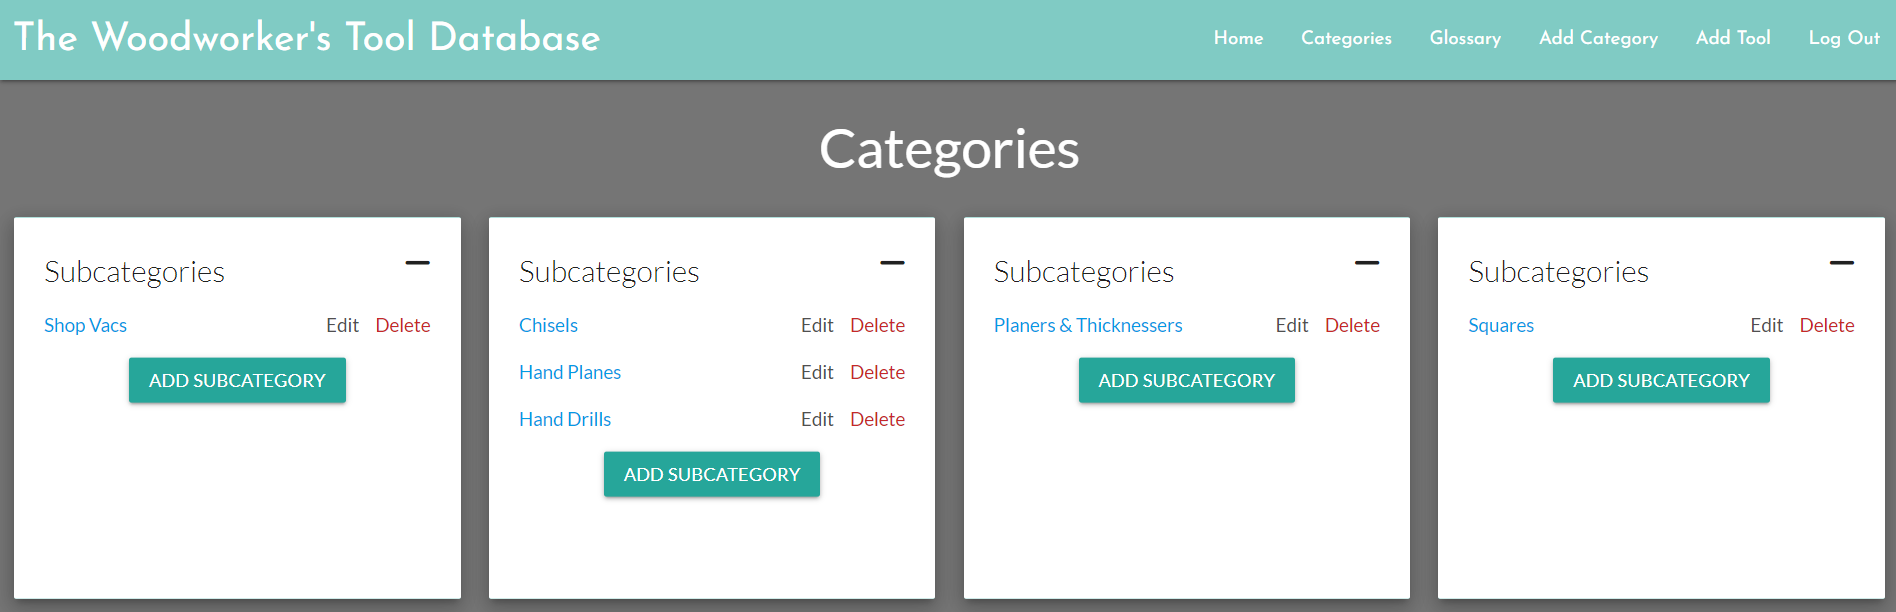 The Woodworker's Tool Database
Home Categories Glossary Add Category Add Tool Log Out
Categories
Subcategories
Shop Vacs Edit Delete
ADD SUBCATEGORY
Subcategories
Chisels Edit Delete
Hand Planes Edit Delete
Hand Drills Edit Delete
ADD SUBCATEGORY
Subcategories
Planers & Thicknessers Edit Delete
ADD SUBCATEGORY
Subcategories
Squares Edit Delete
ADD SUBCATEGORY